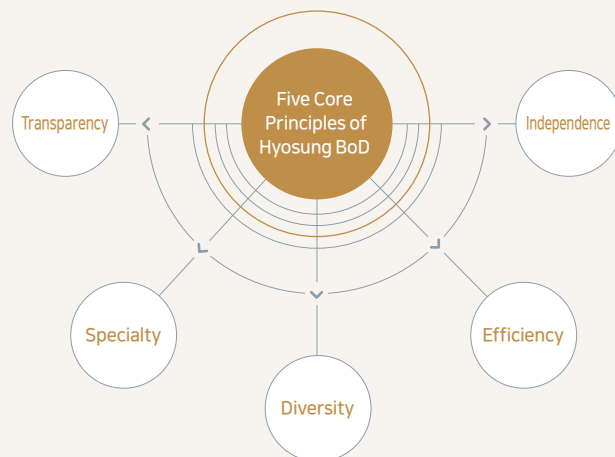 Five Core
Principles of
Hyosung BoD
Transparency
Independence
Specialty
Efficiency
Diversity